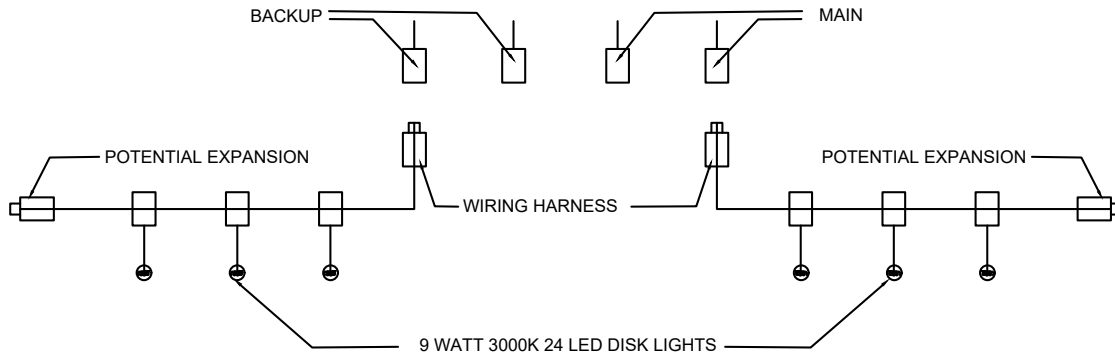 BACKUP
MAIN
POTENTIAL EXPANSION
POTENTIAL EXPANSION
WIRING HARNESS
9 WATT 3000K 24 LED DISK LIGHTS